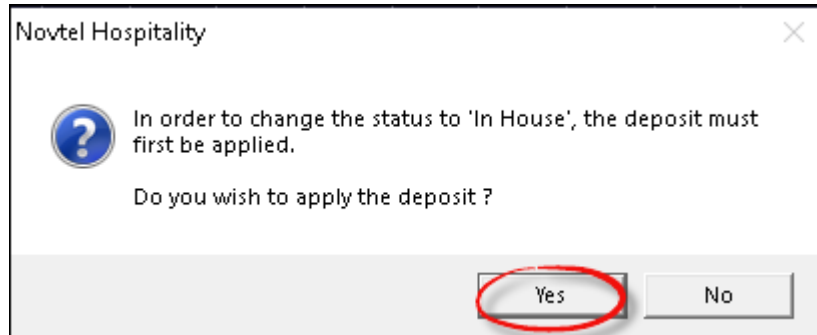 Novtel Hospitality
In order to change the status to 'In House', the deposit must
first be applied.
Do you wish to apply the deposit ?
Yes
No